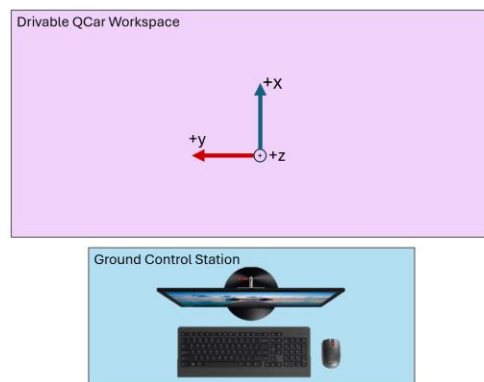 Drivable QCar Workspace
+x
+y
+z
Ground Control Station